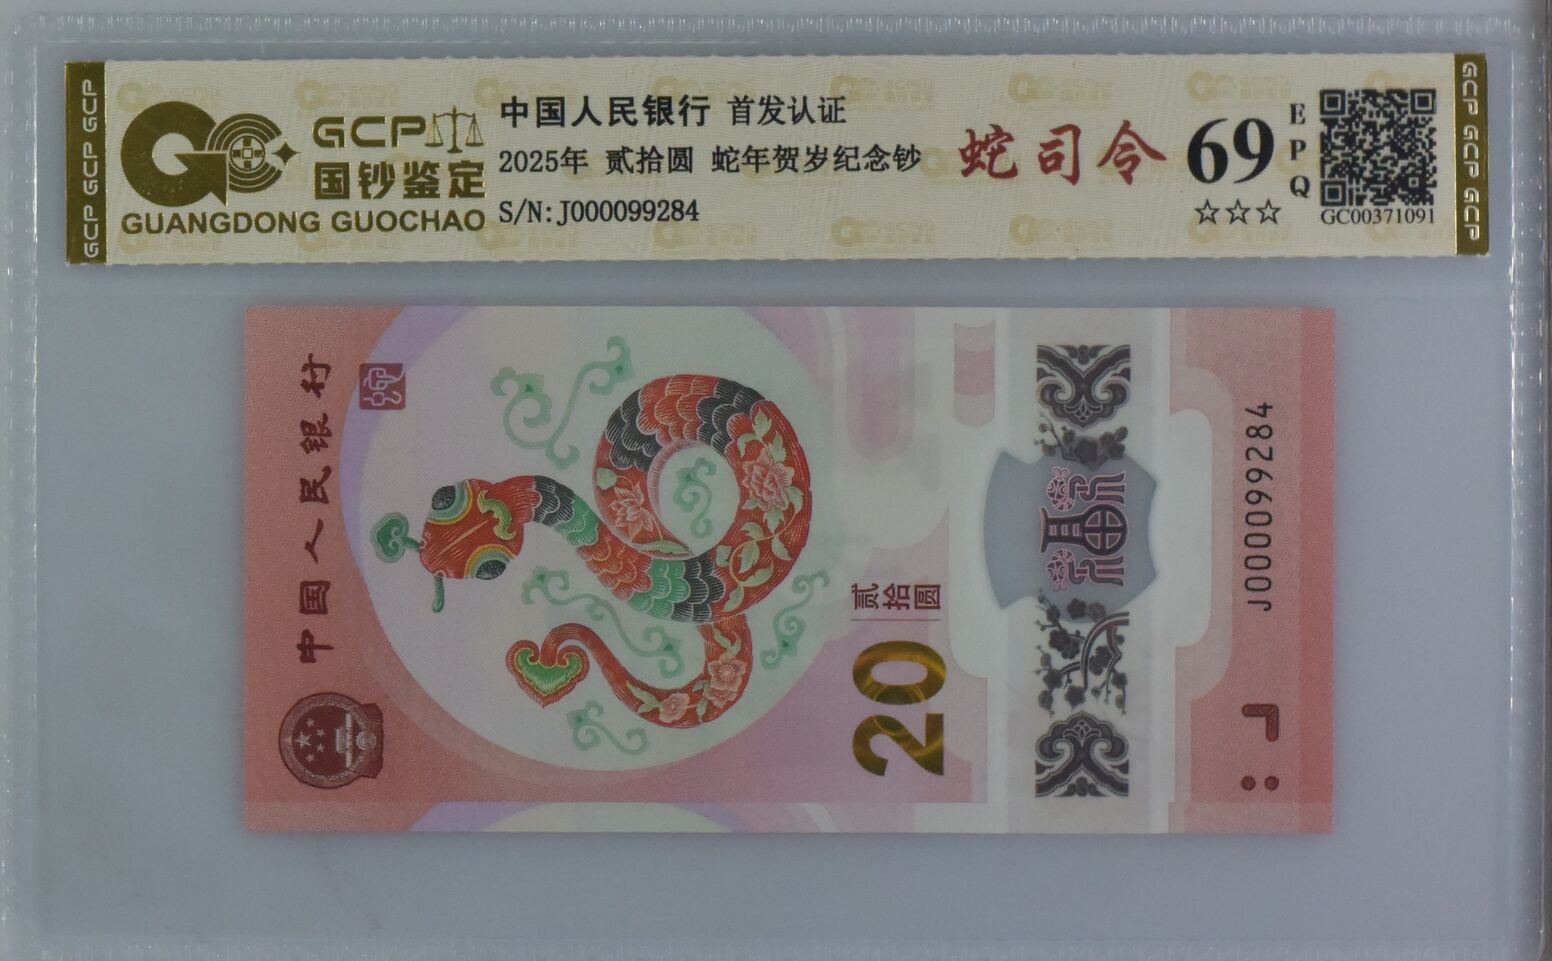 GCP GCP GCP
GCP
国钞鉴定
GUANGDONG GUOCHAO
中国人民银行 首发认证
2025年 贰拾圆 蛇年贺岁纪念钞
S/N:J000099284
蛇司令
69
EPQ
☆☆☆
GC00371091
GCP GCP GCP
中国人民银行
贰拾圆
20
福
J000099284